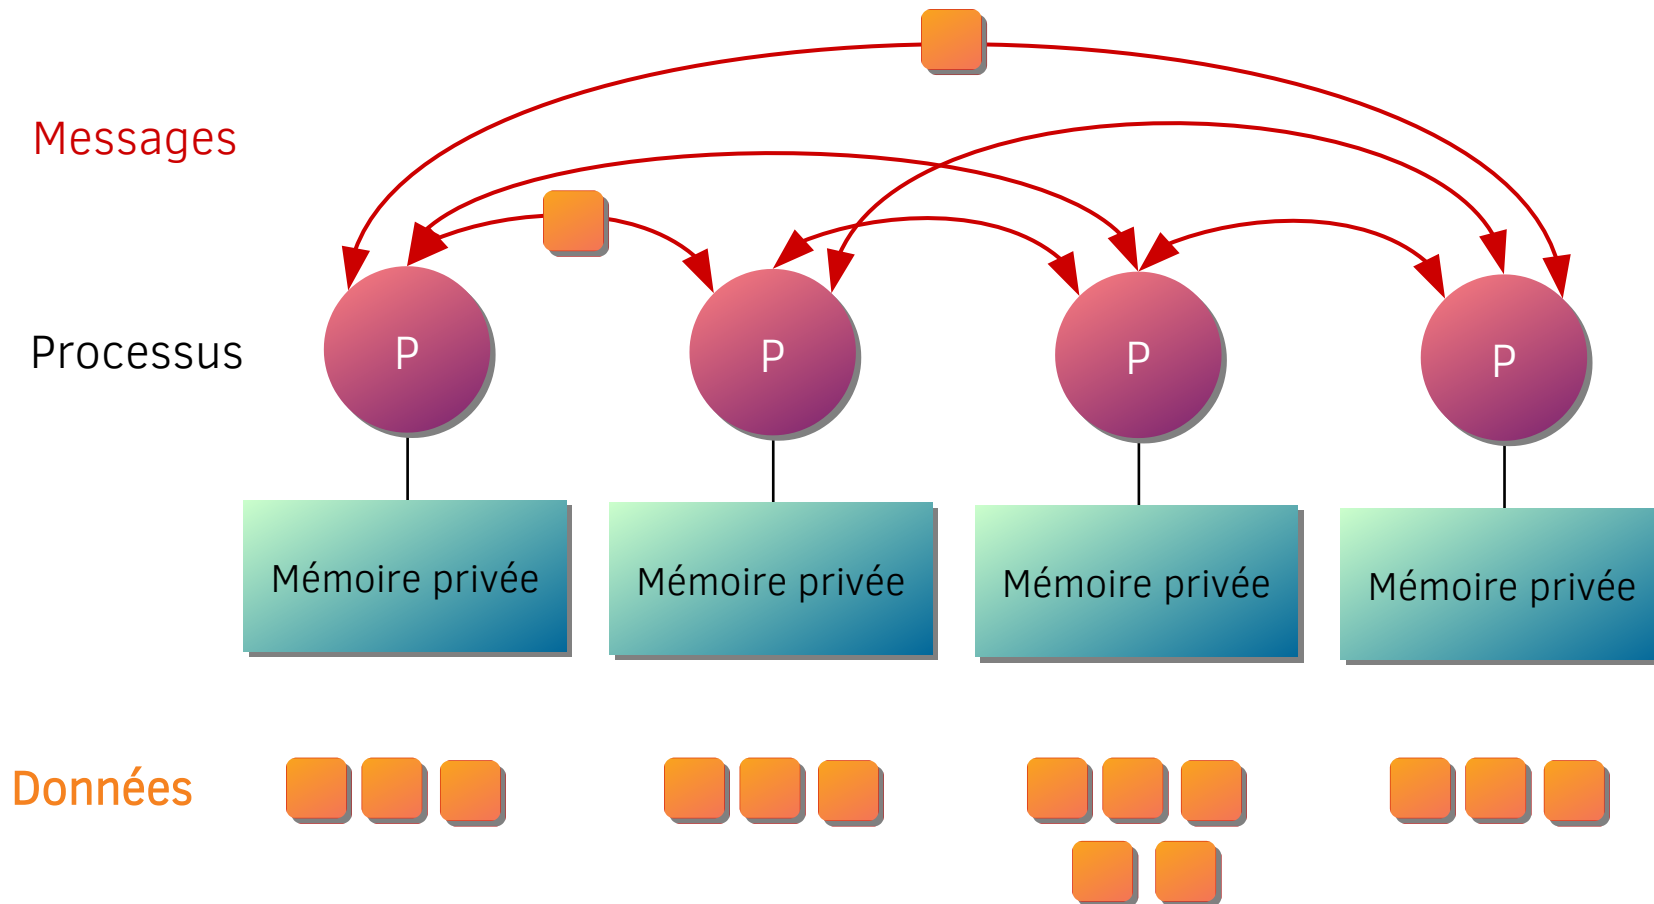 Messages
Processus
P
P
P
P
Mémoire privée
Mémoire privée
Mémoire privée
Mémoire privée
Données